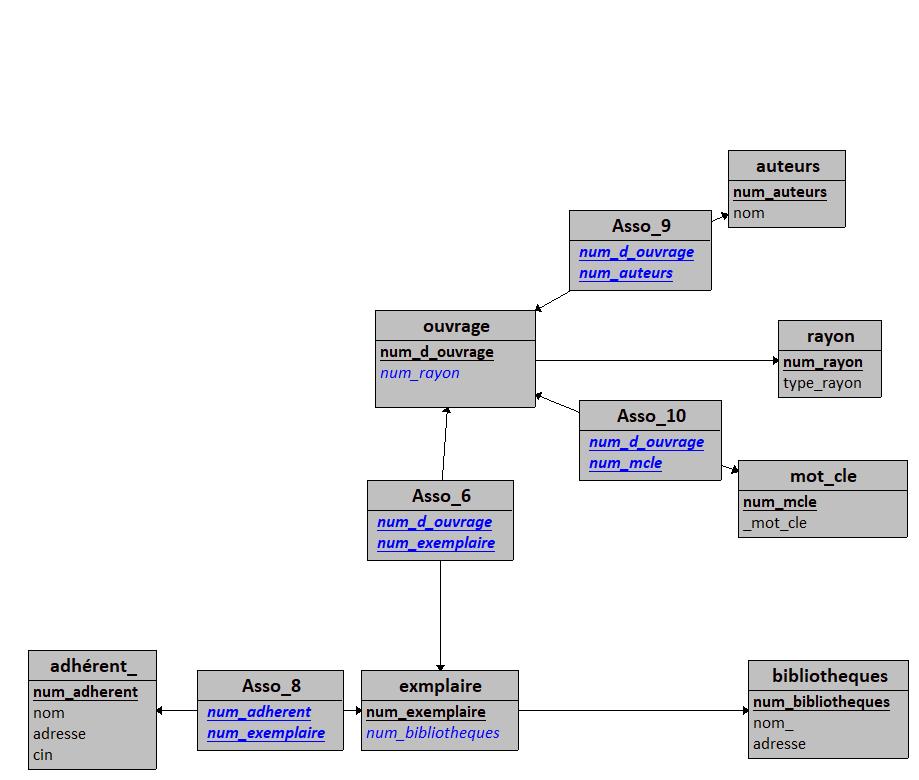 auteurs
num_auteurs
nom
Asso_9
num_d_ouvrage
num_auteurs
ouvrage
num_d_ouvrage
num_rayon
rayon
num_rayon
type_rayon
Asso_10
num_d_ouvrage
num_mcle
mot_cle
num_mcle
_mot_cle
Asso_6
num_d_ouvrage
num_exemplaire
adhérent_
num_adherent
nom
adresse
cin
Asso_8
num_adherent
num_exemplaire
exmplaire
num_exemplaire
num_bibliotheques
bibliotheques
num_bibliotheques
nom_
adresse